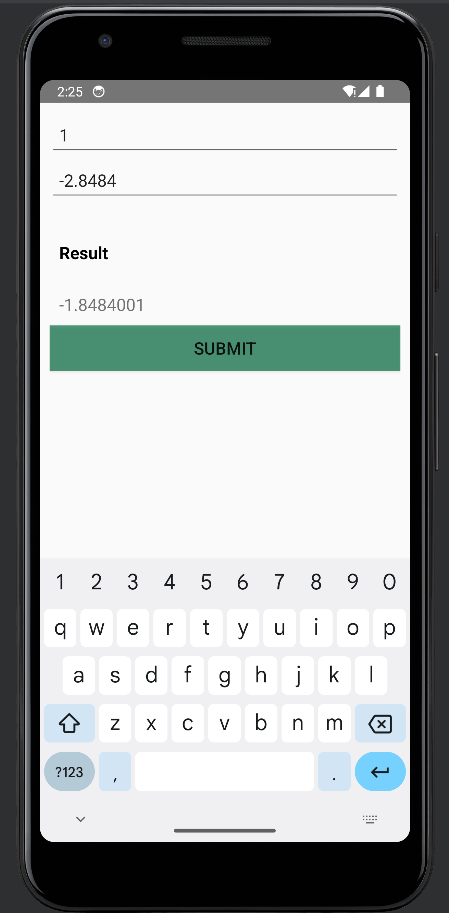 2:25
1
-2.8484
Result
-1.8484001
SUBMIT
1 2 3 4 5 6 7 8 9 0
q w e r t y u i o p
a s d f g h j k l
z x c v b n m
?123 , .